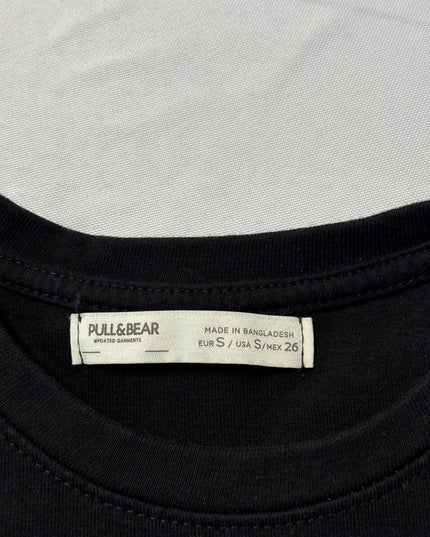 PULL&BEAR
UPDATED GARMENTS
MADE IN BANGLADESH
EUR S / USA S/MEX 26